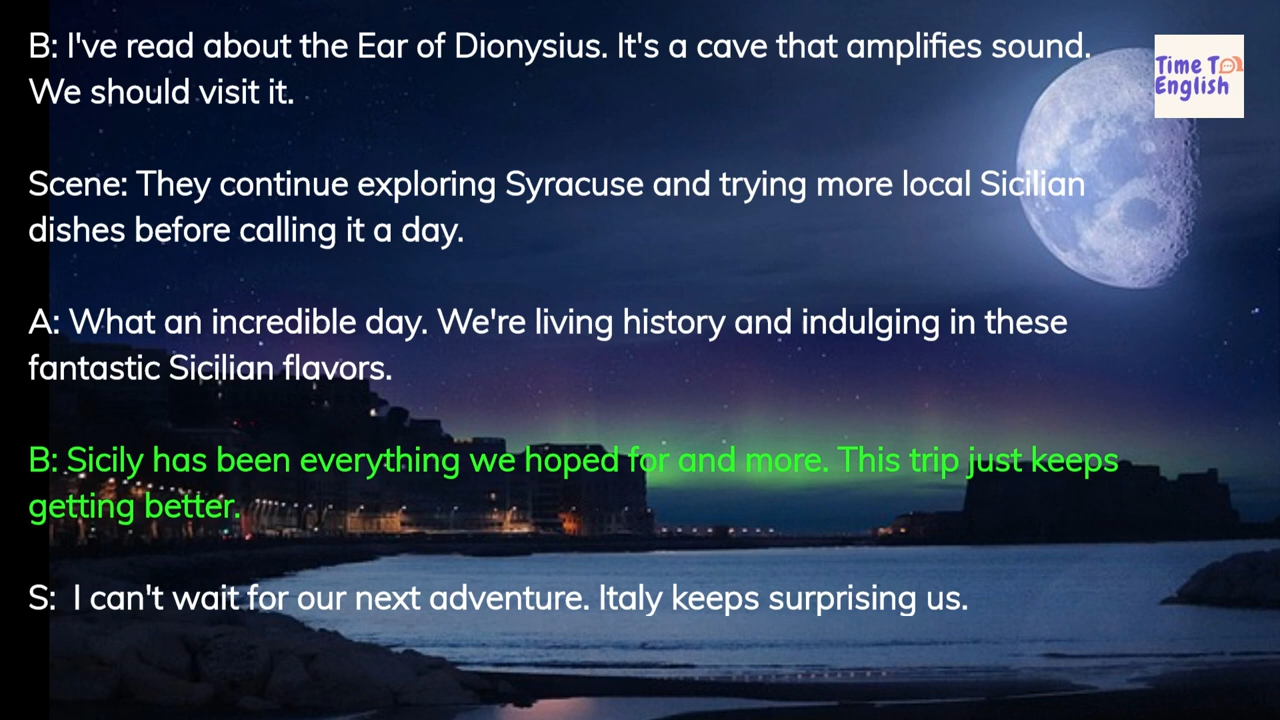 B: I've read about the Ear of Dionysius. It's a cave that amplifies sound.
We should visit it.
Scene: They continue exploring Syracuse and trying more local Sicilian
dishes before calling it a day.
A: What an incredible day. We're living history and indulging in these
fantastic Sicilian flavors.
B: Sicily has been everything we hoped for and more. This trip just keeps
getting better.
S:  I can't wait for our next adventure. Italy keeps surprising us.
Time To
English